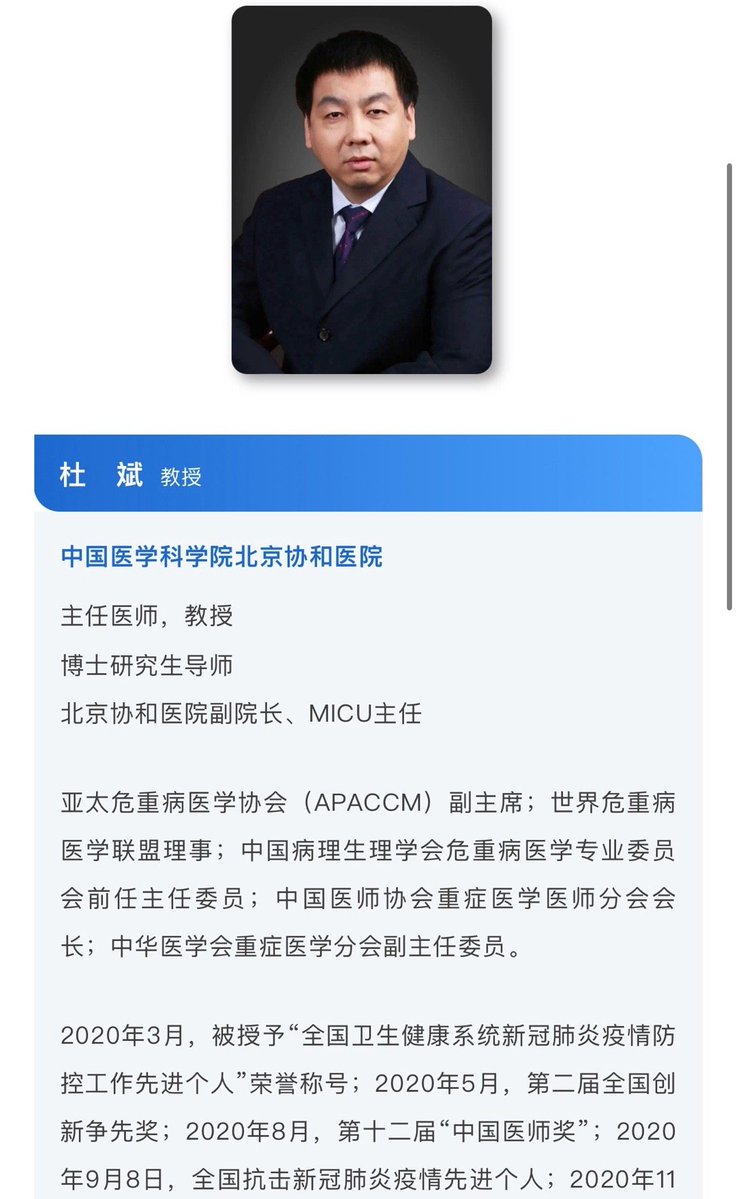 杜 斌 教授
中国医学科学院北京协和医院
主任医师，教授
博士研究生导师
北京协和医院副院长、MICU主任
亚太危重病医学协会（APACCM）副主席；世界危重病
医学联盟理事；中国病理生理学会危重病医学专业委员
会前任主任委员；中国医师协会重症医学医师分会会
长；中华医学会重症医学分会副主任委员。
2020年3月，被授予“全国卫生健康系统新冠肺炎疫情防
控工作先进个人”荣誉称号；2020年5月，第二届全国创
新争先奖；2020年8月，第十二届“中国医师奖”；2020
年9月8日，全国抗击新冠肺炎疫情先进个人；2020年11